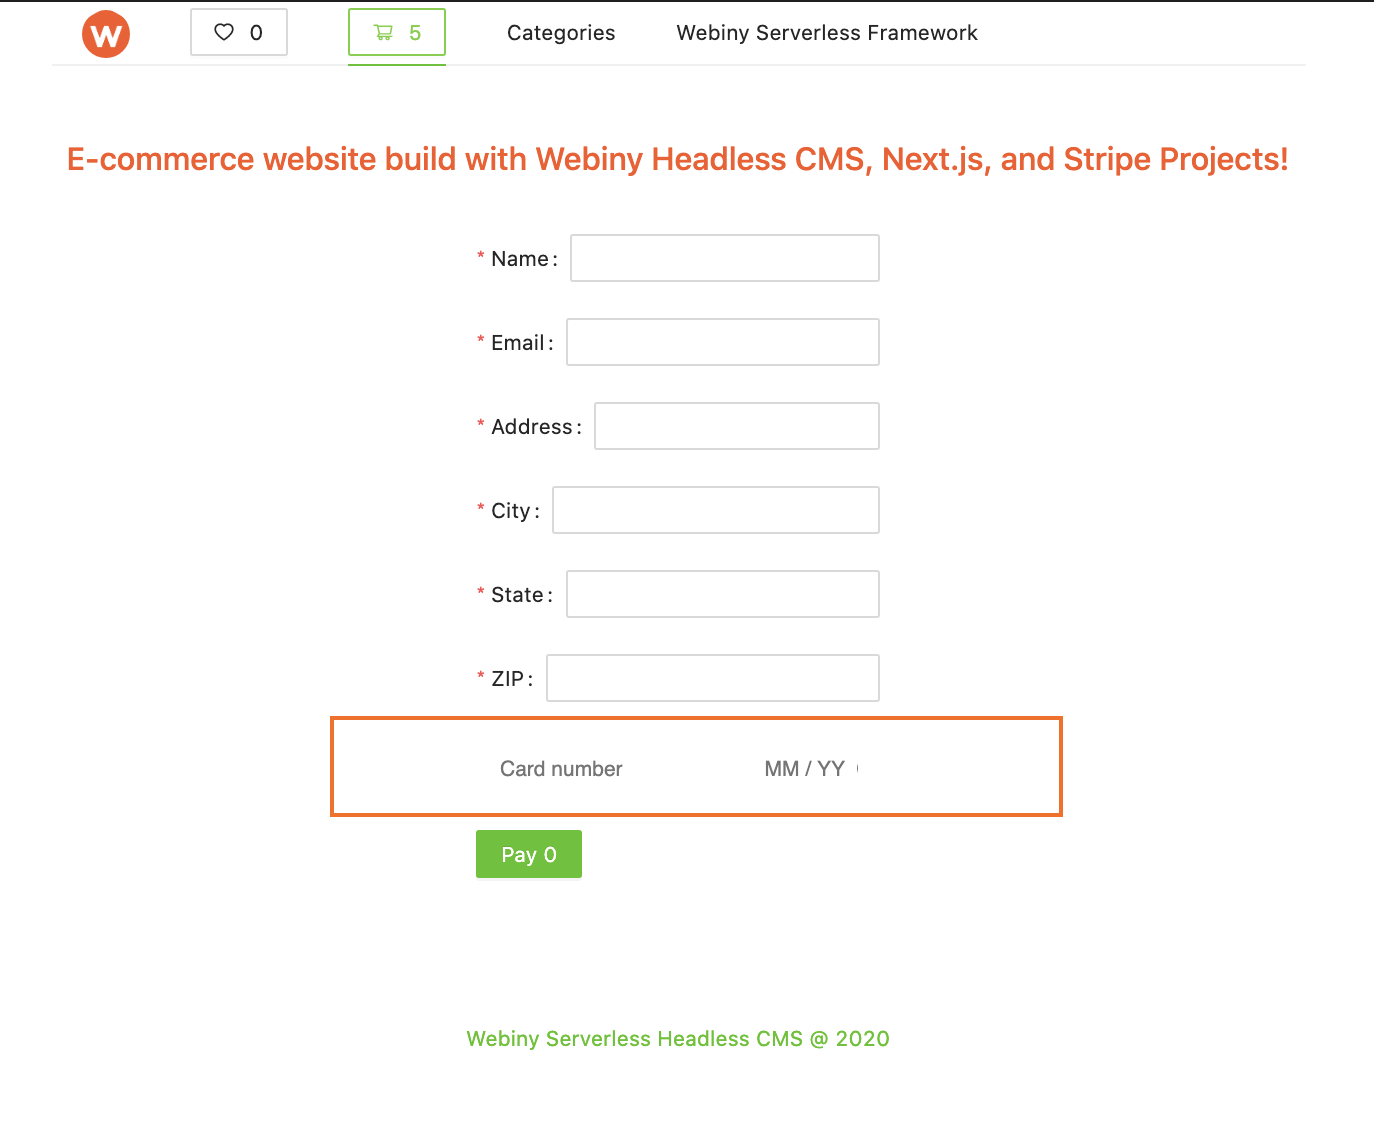 W 0 5 Categories Webiny Serverless Framework
E-commerce website build with Webiny Headless CMS, Next.js, and Stripe Projects!
* Name:
* Email:
* Address:
* City:
* State:
* ZIP:
Card number MM / YY
Pay 0
Webiny Serverless Headless CMS @ 2020